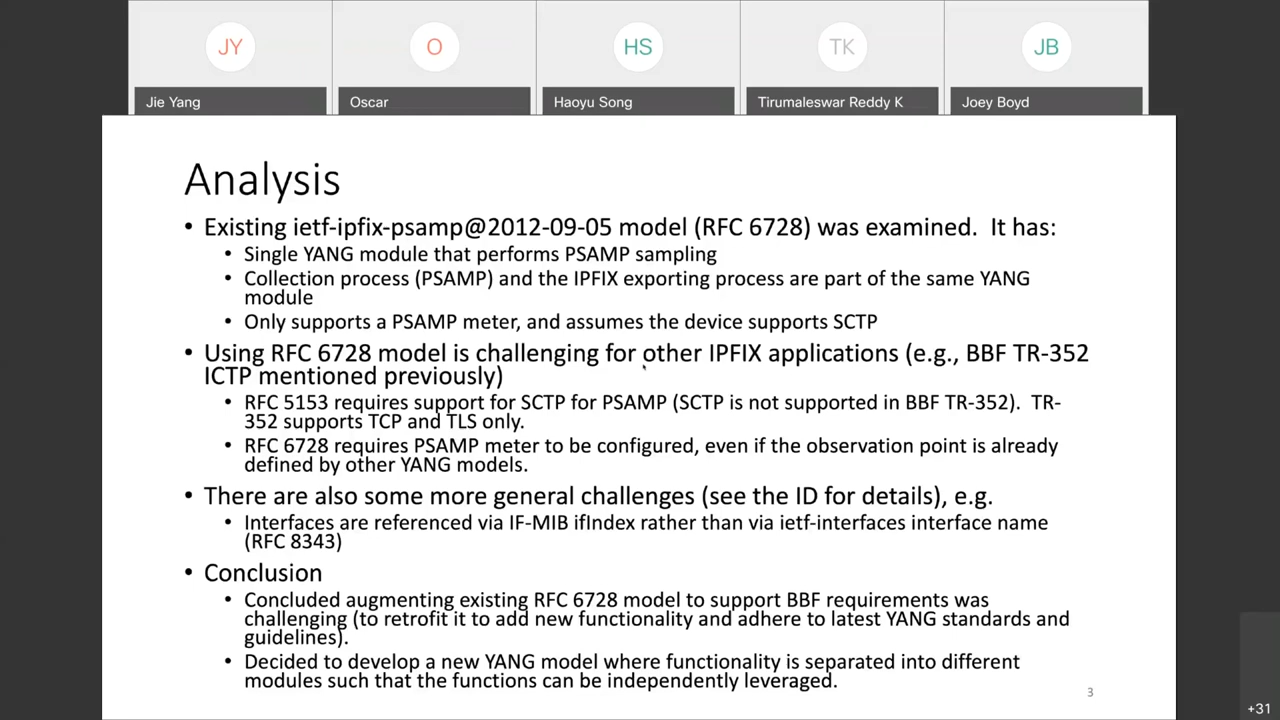 JY
O
HS
TK
JB
Jie Yang
Oscar
Haoyu Song
Tirumaleswar Reddy K
Joey Boyd
Analysis
• Existing ietf-ipfix-psamp@2012-09-05 model (RFC 6728) was examined.  It has:
• Single YANG module that performs PSAMP sampling
• Collection process (PSAMP) and the IPFIX exporting process are part of the same YANG
module
• Only supports a PSAMP meter, and assumes the device supports SCTP
• Using RFC 6728 model is challenging for other IPFIX applications (e.g., BBF TR-352
ICTP mentioned previously)
• RFC 5153 requires support for SCTP for PSAMP (SCTP is not supported in BBF TR-352).  TR-
352 supports TCP and TLS only.
• RFC 6728 requires PSAMP meter to be configured, even if the observation point is already
defined by other YANG models.
• There are also some more general challenges (see the ID for details), e.g.
• Interfaces are referenced via IF-MIB ifIndex rather than via ietf-interfaces interface name
(RFC 8343)
• Conclusion
• Concluded augmenting existing RFC 6728 model to support BBF requirements was
challenging (to retrofit it to add new functionality and adhere to latest YANG standards and
guidelines).
• Decided to develop a new YANG model where functionality is separated into different
modules such that the functions can be independently leveraged.
3
+31